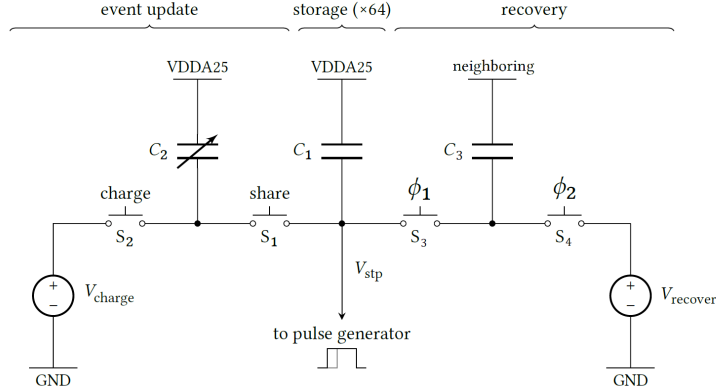 event update
storage (×64)
recovery
VDDA25
VDDA25
neighboring
C2
C1
C3
charge
share
ϕ1
ϕ2
S2
S1
S3
S4
+
−
Vcharge
Vstp
+
−
Vrecover
to pulse generator
GND
GND